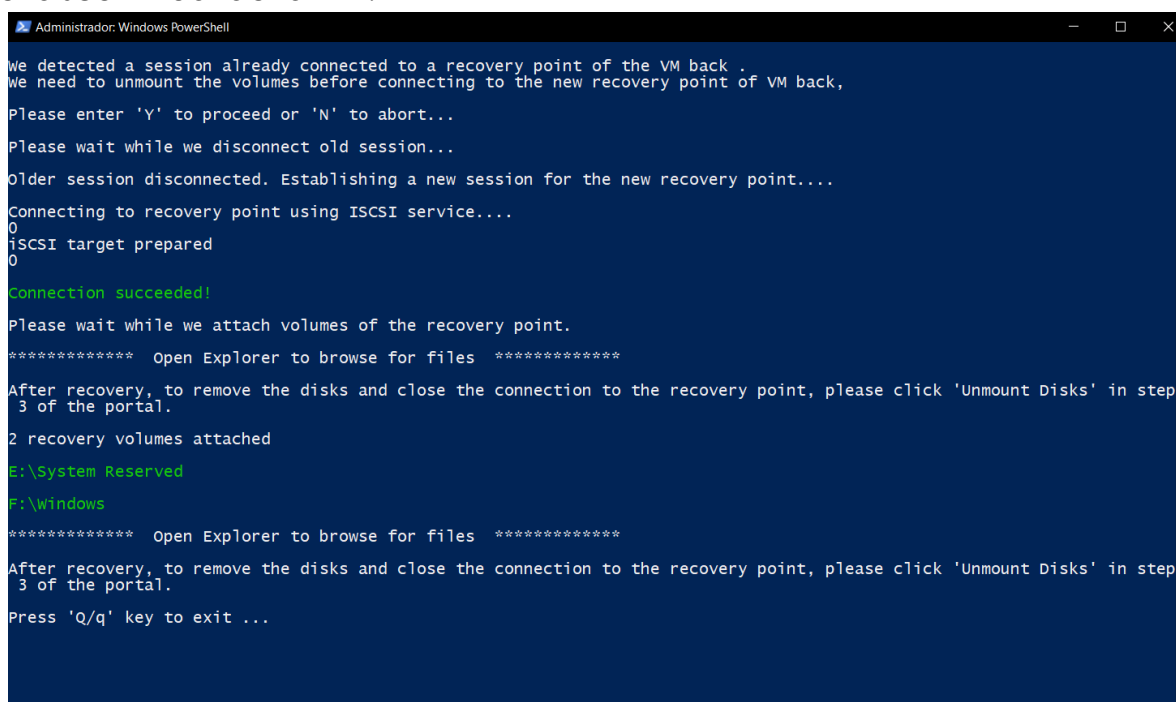 Administrador: Windows PowerShell
We detected a session already connected to a recovery point of the VM back .
We need to unmount the volumes before connecting to the new recovery point of VM back,
Please enter 'Y' to proceed or 'N' to abort...
Please wait while we disconnect old session...
Older session disconnected. Establishing a new session for the new recovery point....
Connecting to recovery point using ISCSI service....
0
iSCSI target prepared
0
Connection succeeded!
Please wait while we attach volumes of the recovery point.
************* Open Explorer to browse for files *************
After recovery, to remove the disks and close the connection to the recovery point, please click 'Unmount Disks' in step
3 of the portal.
2 recovery volumes attached
E:\System Reserved
F:\Windows
************* Open Explorer to browse for files *************
After recovery, to remove the disks and close the connection to the recovery point, please click 'Unmount Disks' in step
3 of the portal.
Press 'Q/q' key to exit ...